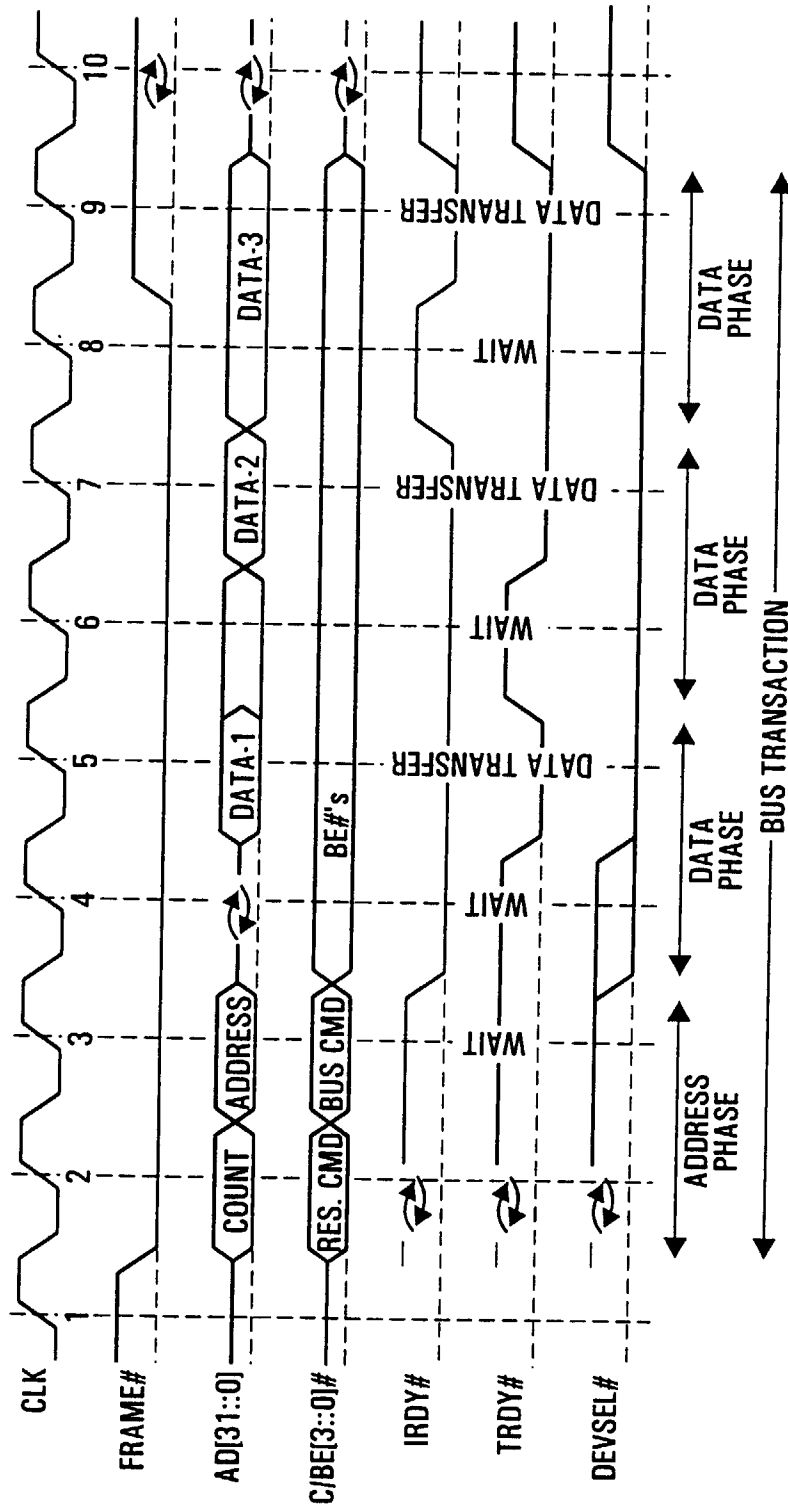 CLK
1 2 3 4 5 6 7 8 9 10
FRAME#
AD[31::0]
COUNT ADDRESS DATA-1 DATA-2 DATA-3
C/BE[3::0]#
RES. CMD BUS CMD BE#'s
IRDY#
TRDY#
DEVSEL#
WAIT
WAIT
DATA TRANSFER
WAIT
DATA TRANSFER
WAIT
DATA TRANSFER
ADDRESS
PHASE
DATA
PHASE
DATA
PHASE
DATA
PHASE
BUS TRANSACTION